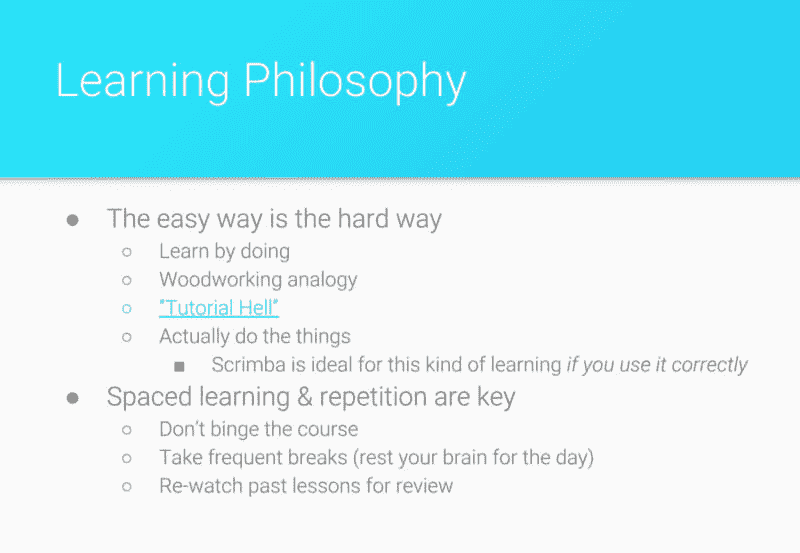 Learning Philosophy
● The easy way is the hard way
○ Learn by doing
○ Woodworking analogy
○ "Tutorial Hell"
○ Actually do the things
■ Scrimba is ideal for this kind of learning if you use it correctly
● Spaced learning & repetition are key
○ Don't binge the course
○ Take frequent breaks (rest your brain for the day)
○ Re-watch past lessons for review